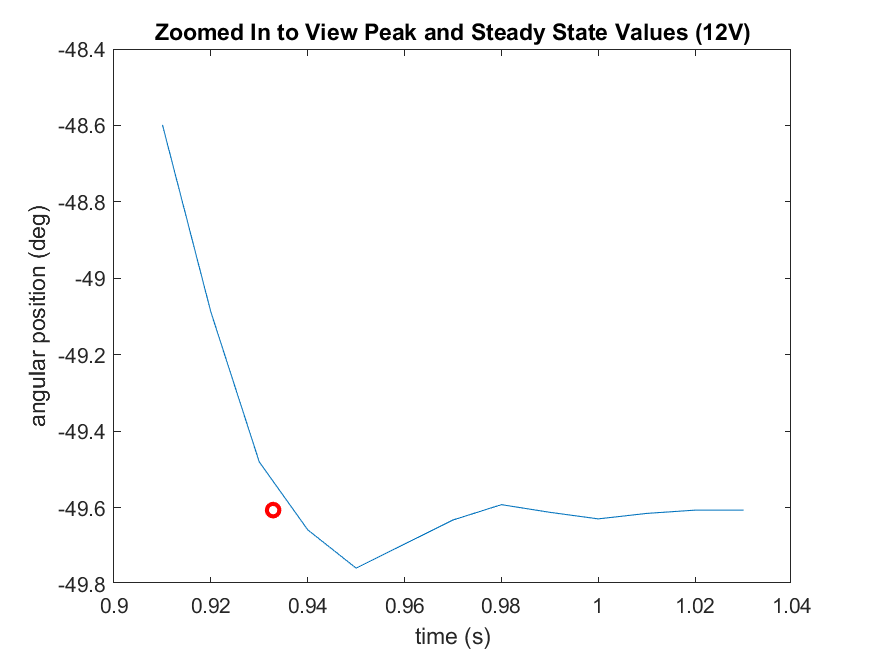 Zoomed In to View Peak and Steady State Values (12V)
-48.4
-48.6
-48.8
-49
-49.2
-49.4
-49.6
-49.8
angular position (deg)
0.9 0.92 0.94 0.96 0.98 1 1.02 1.04
time (s)